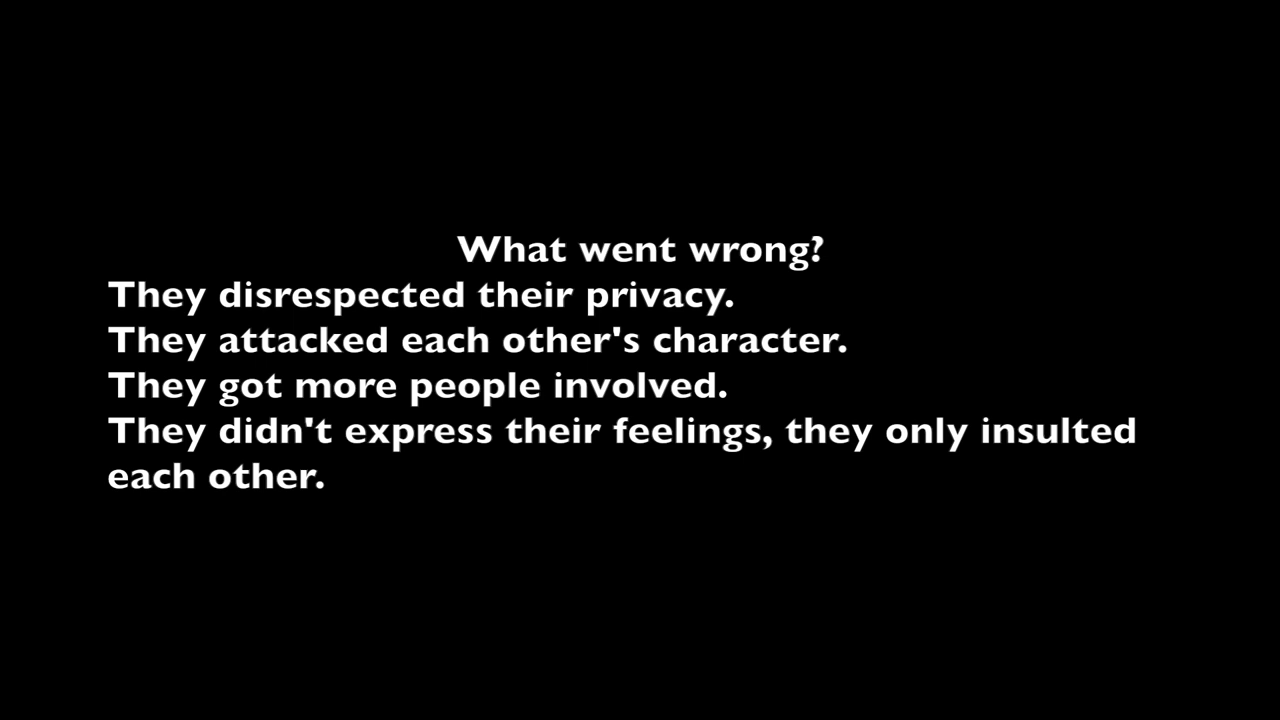 What went wrong?
They disrespected their privacy.
They attacked each other's character.
They got more people involved.
They didn't express their feelings, they only insulted
each other.